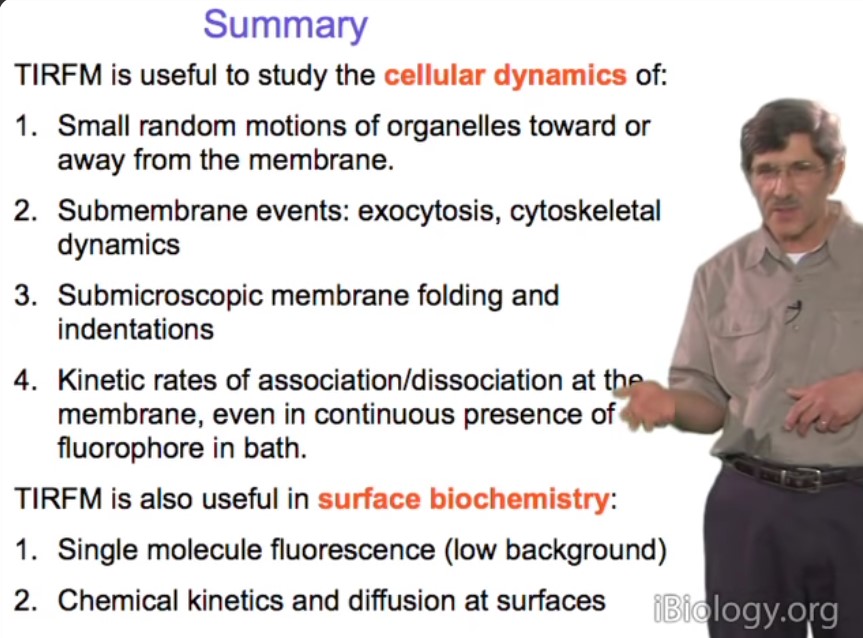 Summary
TIRFM is useful to study the cellular dynamics of:
1. Small random motions of organelles toward or
away from the membrane.
2. Submembrane events: exocytosis, cytoskeletal
dynamics
3. Submicroscopic membrane folding and
indentations
4. Kinetic rates of association/dissociation at the
membrane, even in continuous presence of
fluorophore in bath.
TIRFM is also useful in surface biochemistry:
1. Single molecule fluorescence (low background)
2. Chemical kinetics and diffusion at surfaces
iBiology.org